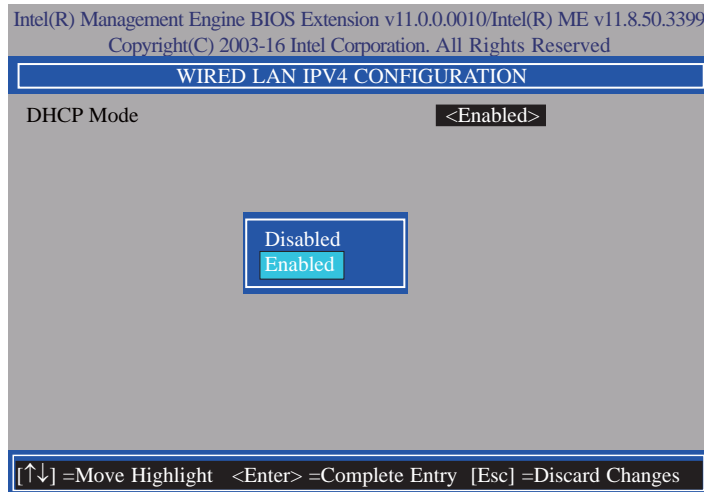 Intel(R) Management Engine BIOS Extension v11.0.0.0010/Intel(R) ME v11.8.50.3399
Copyright(C) 2003-16 Intel Corporation. All Rights Reserved
WIRED LAN IPV4 CONFIGURATION
DHCP Mode <Enabled>
Disabled
Enabled
[↑↓] =Move Highlight <Enter> =Complete Entry [Esc] =Discard Changes